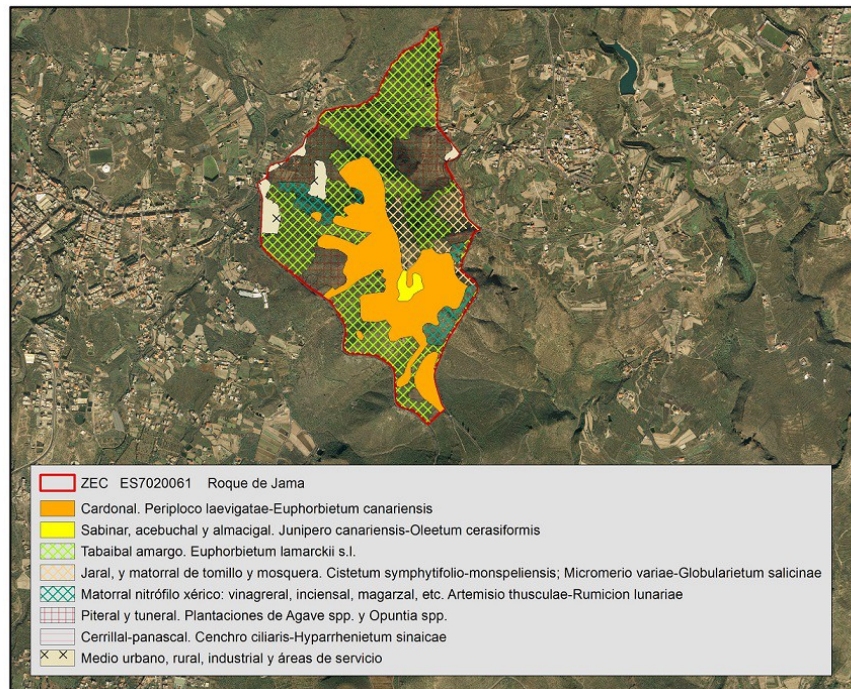 ZEC ES7020061 Roque de Jama
Cardonal. Periploco laevigatae-Euphorbietum canariensis
Sabinar, acebuchal y almacigal. Junipero canariensis-Oleetum cerasiformis
Tabaibal amargo. Euphorbietum lamarckii s.l.
Jaral, y matorral de tomillo y mosquera. Cistetum symphytifolio-monspeliensis; Micromerio variae-Globularietum salicinae
Matorral nitrófilo xérico: vinagreral, inciensal, magarzal, etc. Artemisio thusculae-Rumicion lunariae
Piteral y tuneral. Plantaciones de Agave spp. y Opuntia spp.
Cerrillal-panascal. Cenchro ciliaris-Hyparrhenietum sinaicae
Medio urbano, rural, industrial y áreas de servicio